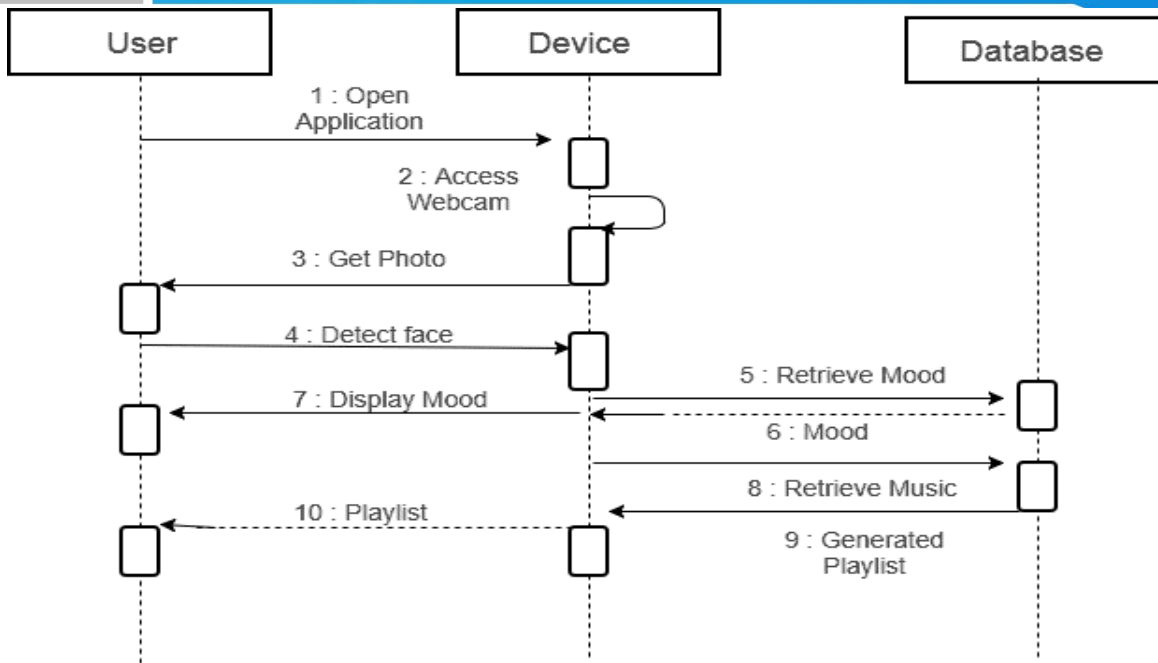 User
Device
Database
1 : Open
Application
2 : Access
Webcam
3 : Get Photo
4 : Detect face
5 : Retrieve Mood
7 : Display Mood
6 : Mood
8 : Retrieve Music
10 : Playlist
9 : Generated
Playlist